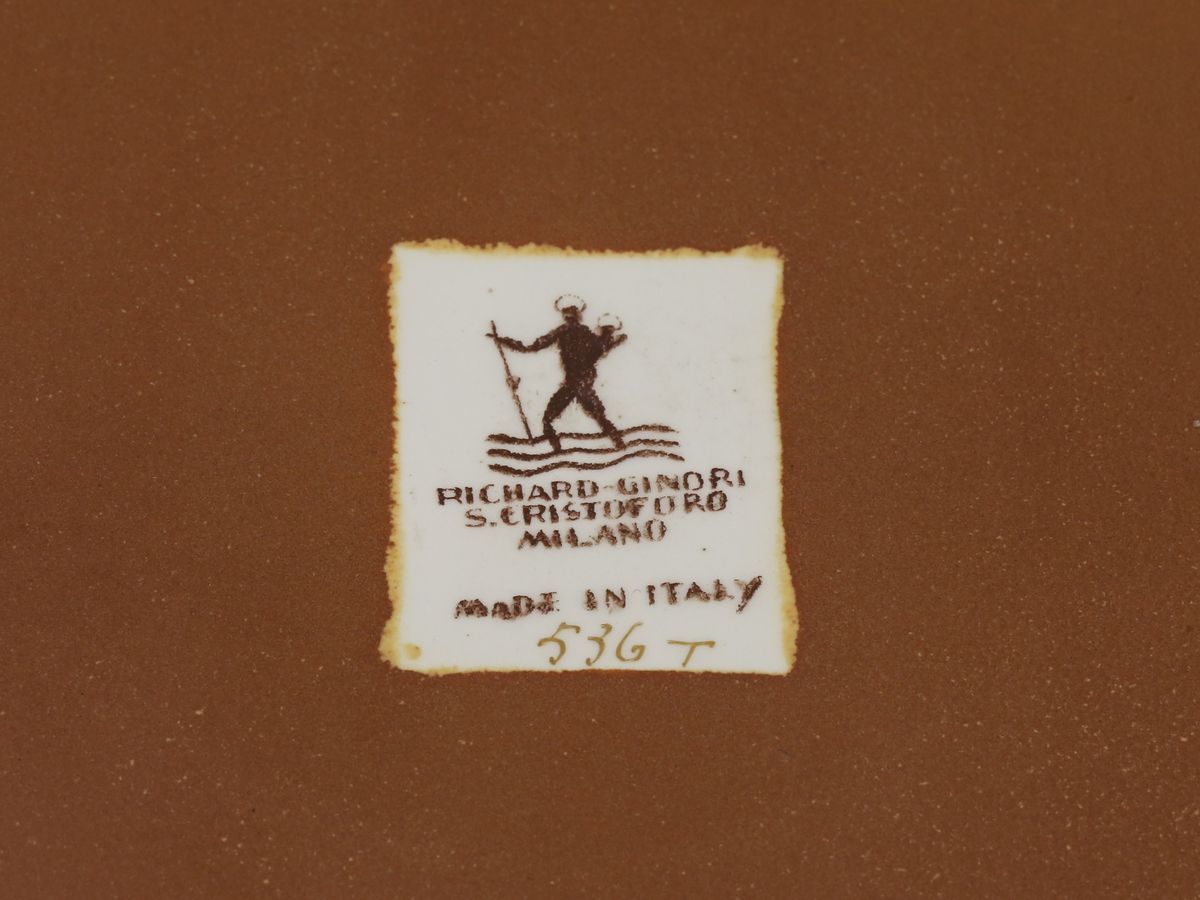 RICHARD-GINORI
S. CRISTOFORO
MILANO
MADE IN ITALY
536 T